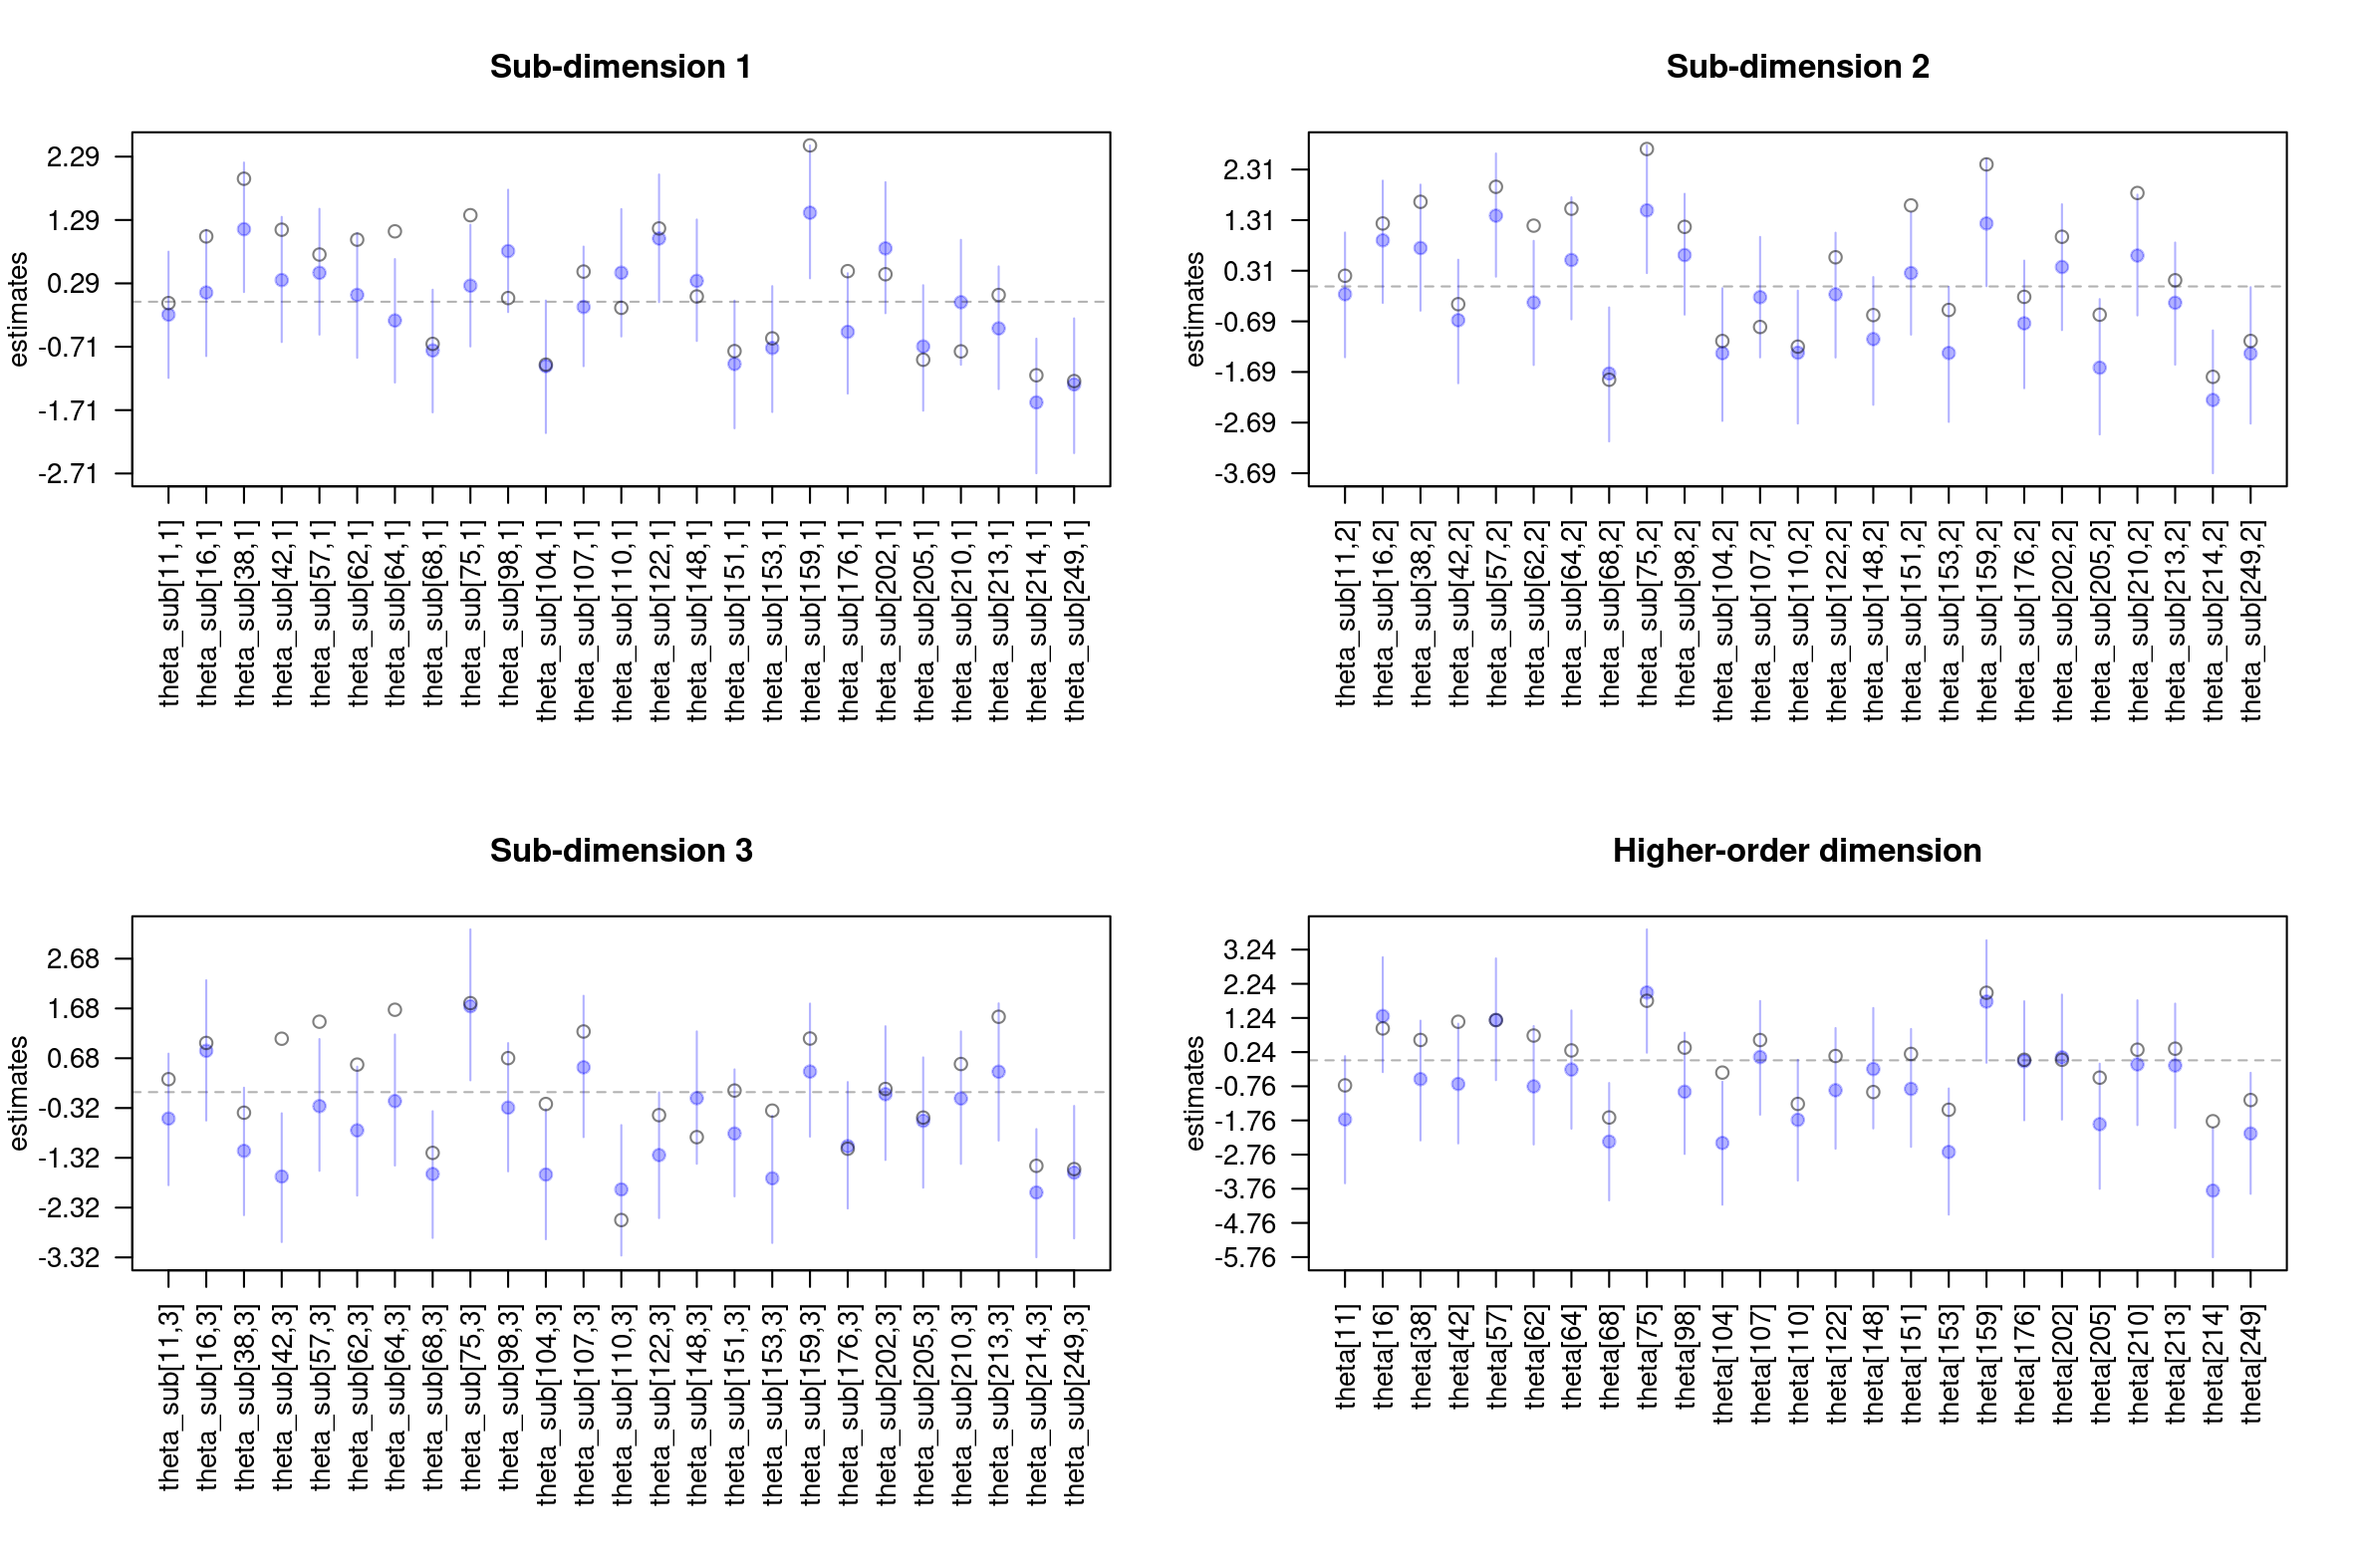 Sub-dimension 1
estimates
2.29
1.29
0.29
-0.71
-1.71
-2.71
theta_sub[11,1]
theta_sub[16,1]
theta_sub[38,1]
theta_sub[42,1]
theta_sub[57,1]
theta_sub[62,1]
theta_sub[64,1]
theta_sub[68,1]
theta_sub[75,1]
theta_sub[98,1]
theta_sub[104,1]
theta_sub[107,1]
theta_sub[110,1]
theta_sub[122,1]
theta_sub[148,1]
theta_sub[151,1]
theta_sub[153,1]
theta_sub[159,1]
theta_sub[176,1]
theta_sub[202,1]
theta_sub[205,1]
theta_sub[210,1]
theta_sub[213,1]
theta_sub[214,1]
theta_sub[249,1]
Sub-dimension 2
estimates
2.31
1.31
0.31
-0.69
-1.69
-2.69
-3.69
theta_sub[11,2]
theta_sub[16,2]
theta_sub[38,2]
theta_sub[42,2]
theta_sub[57,2]
theta_sub[62,2]
theta_sub[64,2]
theta_sub[68,2]
theta_sub[75,2]
theta_sub[98,2]
theta_sub[104,2]
theta_sub[107,2]
theta_sub[110,2]
theta_sub[122,2]
theta_sub[148,2]
theta_sub[151,2]
theta_sub[153,2]
theta_sub[159,2]
theta_sub[176,2]
theta_sub[202,2]
theta_sub[205,2]
theta_sub[210,2]
theta_sub[213,2]
theta_sub[214,2]
theta_sub[249,2]
Sub-dimension 3
estimates
2.68
1.68
0.68
-0.32
-1.32
-2.32
-3.32
theta_sub[11,3]
theta_sub[16,3]
theta_sub[38,3]
theta_sub[42,3]
theta_sub[57,3]
theta_sub[62,3]
theta_sub[64,3]
theta_sub[68,3]
theta_sub[75,3]
theta_sub[98,3]
theta_sub[104,3]
theta_sub[107,3]
theta_sub[110,3]
theta_sub[122,3]
theta_sub[148,3]
theta_sub[151,3]
theta_sub[153,3]
theta_sub[159,3]
theta_sub[176,3]
theta_sub[202,3]
theta_sub[205,3]
theta_sub[210,3]
theta_sub[213,3]
theta_sub[214,3]
theta_sub[249,3]
Higher-order dimension
estimates
3.24
2.24
1.24
0.24
-0.76
-1.76
-2.76
-3.76
-4.76
-5.76
theta[11]
theta[16]
theta[38]
theta[42]
theta[57]
theta[62]
theta[64]
theta[68]
theta[75]
theta[98]
theta[104]
theta[107]
theta[110]
theta[122]
theta[148]
theta[151]
theta[153]
theta[159]
theta[176]
theta[202]
theta[205]
theta[210]
theta[213]
theta[214]
theta[249]